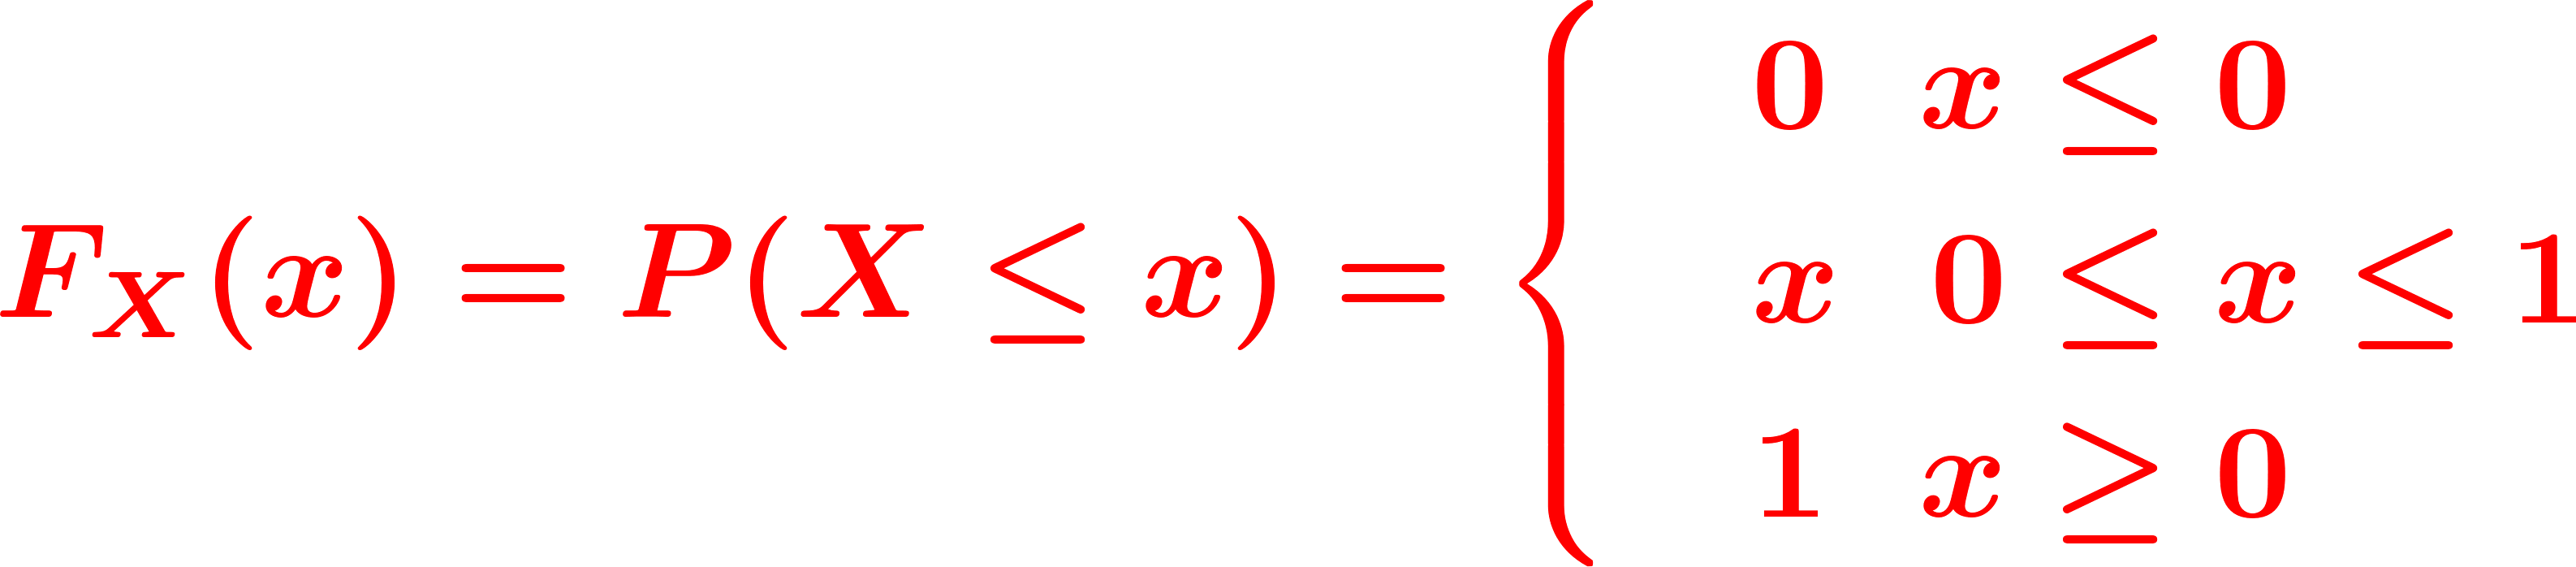 0 x ≤ 0
F_X(x) = P(X ≤ x) = { x 0 ≤ x ≤ 1
1 x ≥ 0